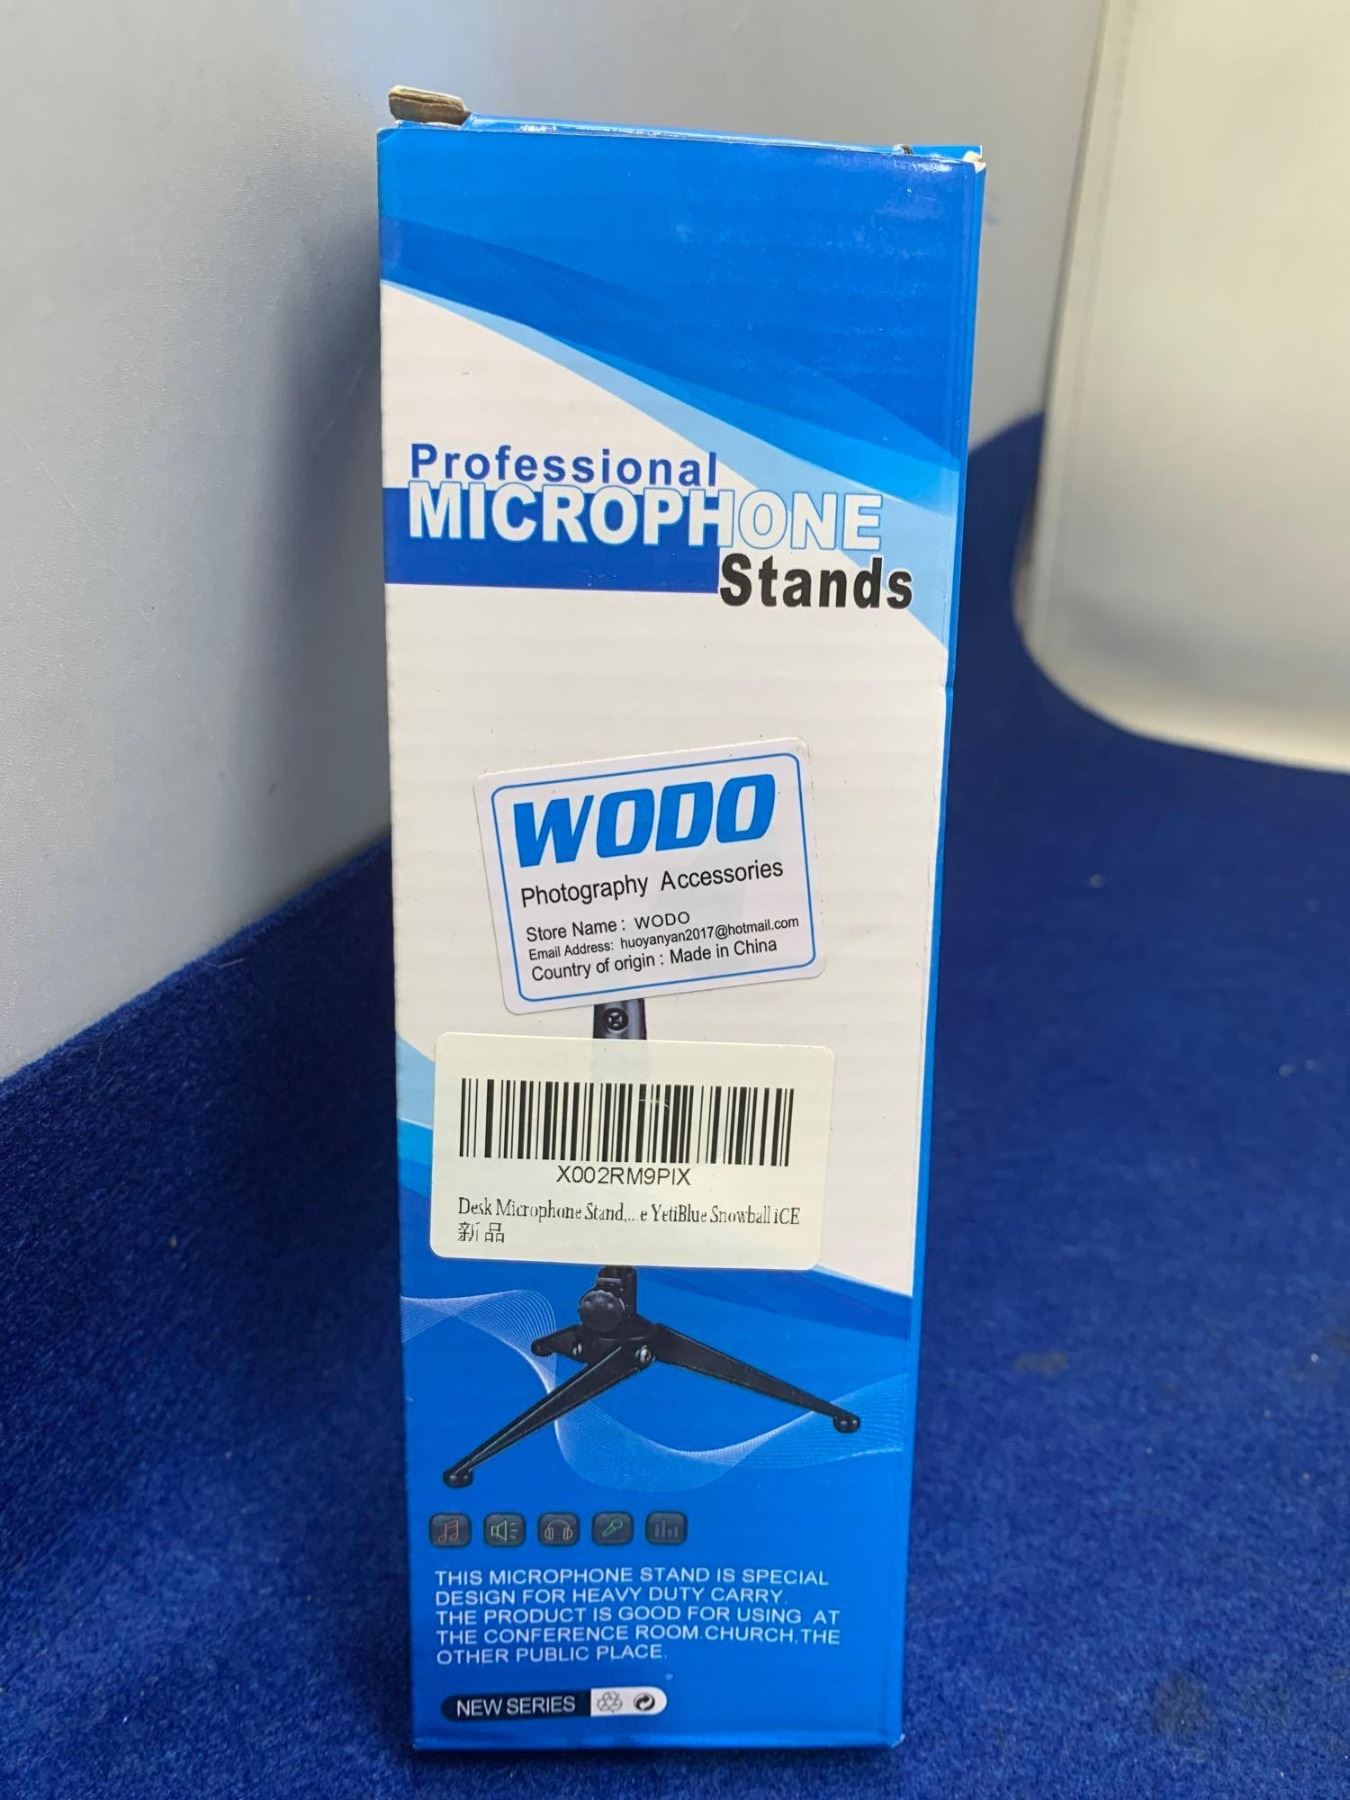 Professional
MICROPHONE
Stands
WODO
Photography Accessories
Store Name : WODO
Email Address: huoyanyan2017@hotmail.com
Country of origin : Made in China
X002RM9PIX
Desk Microphone Stand,... e YetiBlue Snowball iCE
新品
THIS MICROPHONE STAND IS SPECIAL
DESIGN FOR HEAVY DUTY CARRY.
THE PRODUCT IS GOOD FOR USING AT
THE CONFERENCE ROOM.CHURCH,THE
OTHER PUBLIC PLACE.
NEW SERIES